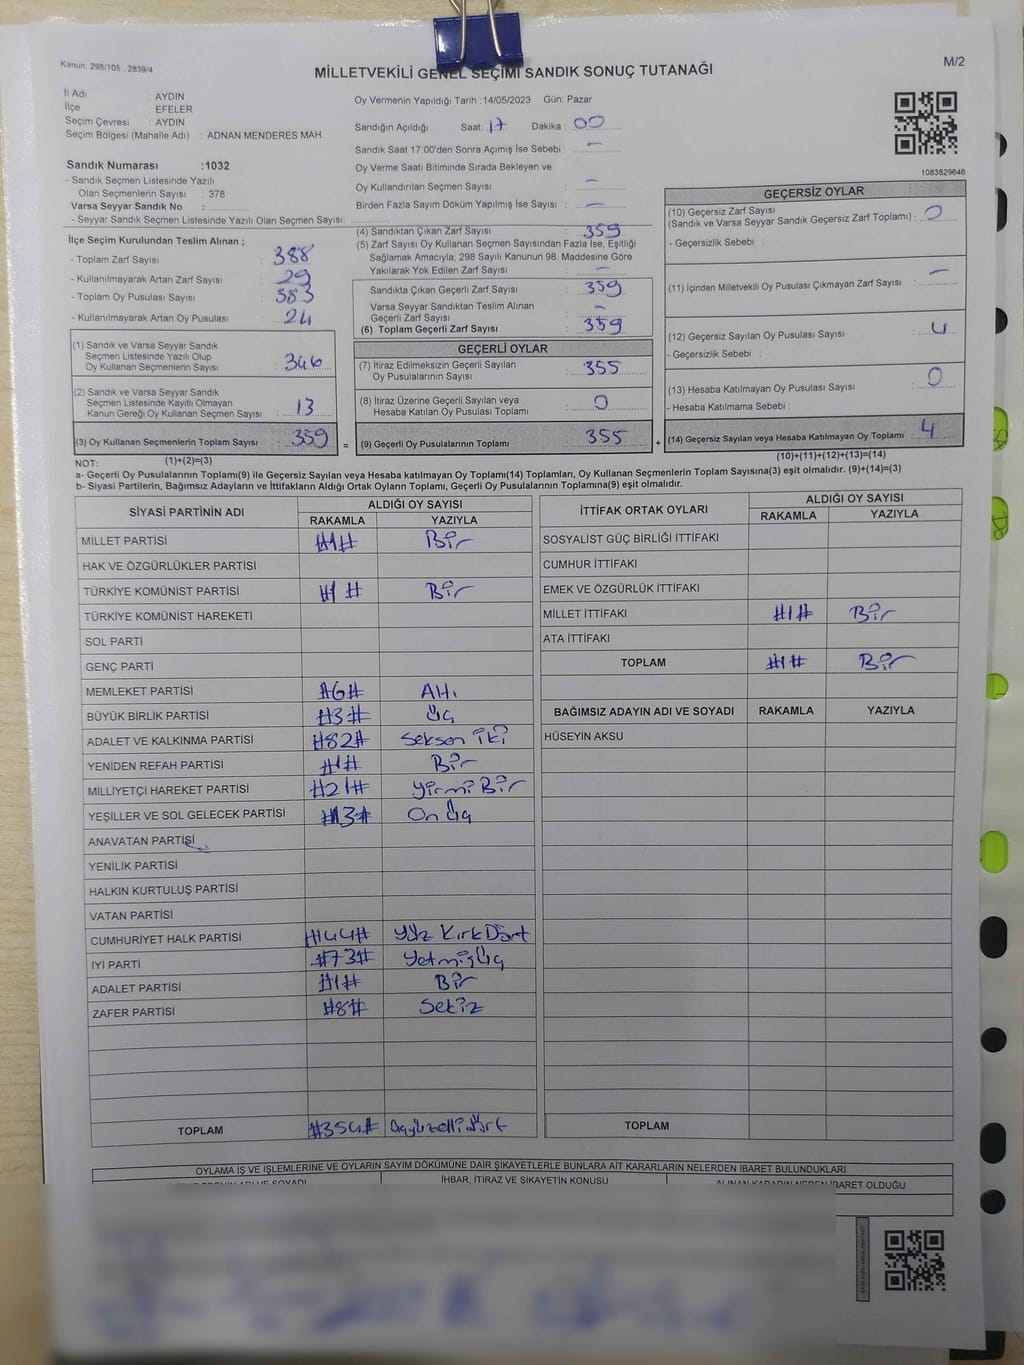 Kanun: 298/105 , 2839/4
MİLLETVEKİLİ GENEL SEÇİMİ SANDIK SONUÇ TUTANAĞI
M/2
İl Adı : AYDIN
İlçe : EFELER
Seçim Çevresi : AYDIN
Seçim Bölgesi (Mahalle Adı) : ADNAN MENDERES MAH.
Sandık Numarası :1032
- Sandık Seçmen Listesinde Yazılı
Olan Seçmenlerin Sayısı : 378
Varsa Seyyar Sandık No :
- Seyyar Sandık Seçmen Listesinde Yazılı Olan Seçmen Sayısı:
Oy Vermenin Yapıldığı Tarih :14/05/2023 Gün: Pazar
Sandığın Açıldığı Saat: 17 Dakika : 00
Sandık Saat 17:00'den Sonra Açılmış İse Sebebi : -
Oy Verme Saati Bitiminde Sırada Bekleyen ve
Oy Kullandırılan Seçmen Sayısı : -
Birden Fazla Sayım Döküm Yapılmış İse Sayısı : -
1083829646
İlçe Seçim Kurulundan Teslim Alınan ;
- Toplam Zarf Sayısı : 388
- Kullanılmayarak Artan Zarf Sayısı : 29
- Toplam Oy Pusulası Sayısı : 383
- Kullanılmayarak Artan Oy Pusulası : 24
(1) Sandık ve Varsa Seyyar Sandık
Seçmen Listesinde Yazılı Olup
Oy Kullanan Seçmenlerin Sayısı : 346
(2) Sandık ve Varsa Seyyar Sandık
Seçmen Listesinde Kayıtlı Olmayan
Kanun Gereği Oy Kullanan Seçmen Sayısı : 13
(3) Oy Kullanan Seçmenlerin Toplam Sayısı : 359 =
(4) Sandıktan Çıkan Zarf Sayısı : 359
(5) Zarf Sayısı Oy Kullanan Seçmen Sayısından Fazla İse, Eşitliği
Sağlamak Amacıyla, 298 Sayılı Kanunun 98. Maddesine Göre
Yakılarak Yok Edilen Zarf Sayısı : -
Sandıkta Çıkan Geçerli Zarf Sayısı : 359
Varsa Seyyar Sandıktan Teslim Alınan
Geçerli Zarf Sayısı : -
(6) Toplam Geçerli Zarf Sayısı : 359
GEÇERLİ OYLAR
(7) İtiraz Edilmeksizin Geçerli Sayılan
Oy Pusulalarının Sayısı : 355
(8) İtiraz Üzerine Geçerli Sayılan veya
Hesaba Katılan Oy Pusulası Toplamı : 0
(9) Geçerli Oy Pusulalarının Toplamı : 355 +
GEÇERSİZ OYLAR
(10) Geçersiz Zarf Sayısı
(Sandık ve Varsa Seyyar Sandık Geçersiz Zarf Toplamı) : 0
- Geçersizlik Sebebi :
(11) İçinden Milletvekili Oy Pusulası Çıkmayan Zarf Sayısı : -
(12) Geçersiz Sayılan Oy Pusulası Sayısı : 4
- Geçersizlik Sebebi :
(13) Hesaba Katılmayan Oy Pusulası Sayısı : 0
- Hesaba Katılmama Sebebi :
(14) Geçersiz Sayılan veya Hesaba Katılmayan Oy Toplamı : 4
NOT: (1)+(2)=(3)
(10)+(11)+(12)+(13)=(14)
a- Geçerli Oy Pusulalarının Toplamı(9) ile Geçersiz Sayılan veya Hesaba katılmayan Oy Toplamı(14) Toplamları, Oy Kullanan Seçmenlerin Toplam Sayısına(3) eşit olmalıdır. (9)+(14)=(3)
b- Siyasi Partilerin, Bağımsız Adayların ve İttifakların Aldığı Ortak Oyların Toplamı, Geçerli Oy Pusulalarının Toplamına(9) eşit olmalıdır.
SİYASİ PARTİNİN ADI ALDIĞI OY SAYISI
RAKAMLA YAZIYLA
MİLLET PARTİSİ #1# Bir
HAK VE ÖZGÜRLÜKLER PARTİSİ
TÜRKİYE KOMÜNİST PARTİSİ #1# Bir
TÜRKİYE KOMÜNİST HAREKETİ
SOL PARTİ
GENÇ PARTİ
MEMLEKET PARTİSİ #6# Altı
BÜYÜK BİRLİK PARTİSİ #3# Üç
ADALET VE KALKINMA PARTİSİ #82# Seksen iki
YENİDEN REFAH PARTİSİ #1# Bir
MİLLİYETÇİ HAREKET PARTİSİ #21# Yirmi Bir
YEŞİLLER VE SOL GELECEK PARTİSİ #13# On Üç
ANAVATAN PARTİSİ
YENİLİK PARTİSİ
HALKIN KURTULUŞ PARTİSİ
VATAN PARTİSİ
CUMHURİYET HALK PARTİSİ #144# Yüz Kırk Dört
İYİ PARTİ #73# Yetmiş Üç
ADALET PARTİSİ #1# Bir
ZAFER PARTİSİ #8# Sekiz
TOPLAM #354# Üçyüzellidört
İTTİFAK ORTAK OYLARI ALDIĞI OY SAYISI
RAKAMLA YAZIYLA
SOSYALİST GÜÇ BİRLİĞİ İTTİFAKI
CUMHUR İTTİFAKI
EMEK VE ÖZGÜRLÜK İTTİFAKI
MİLLET İTTİFAKI #1# Bir
ATA İTTİFAKI
TOPLAM #1# Bir
BAĞIMSIZ ADAYIN ADI VE SOYADI RAKAMLA YAZIYLA
HÜSEYİN AKSU
TOPLAM
OYLAMA İŞ VE İŞLEMLERİNE VE OYLARIN SAYIM DÖKÜMÜNE DAİR ŞİKAYETLERLE BUNLARA AİT KARARLARIN NELERDEN İBARET BULUNDUKLARI
İHBAR, İTİRAZ VE ŞİKAYETİN KONUSU